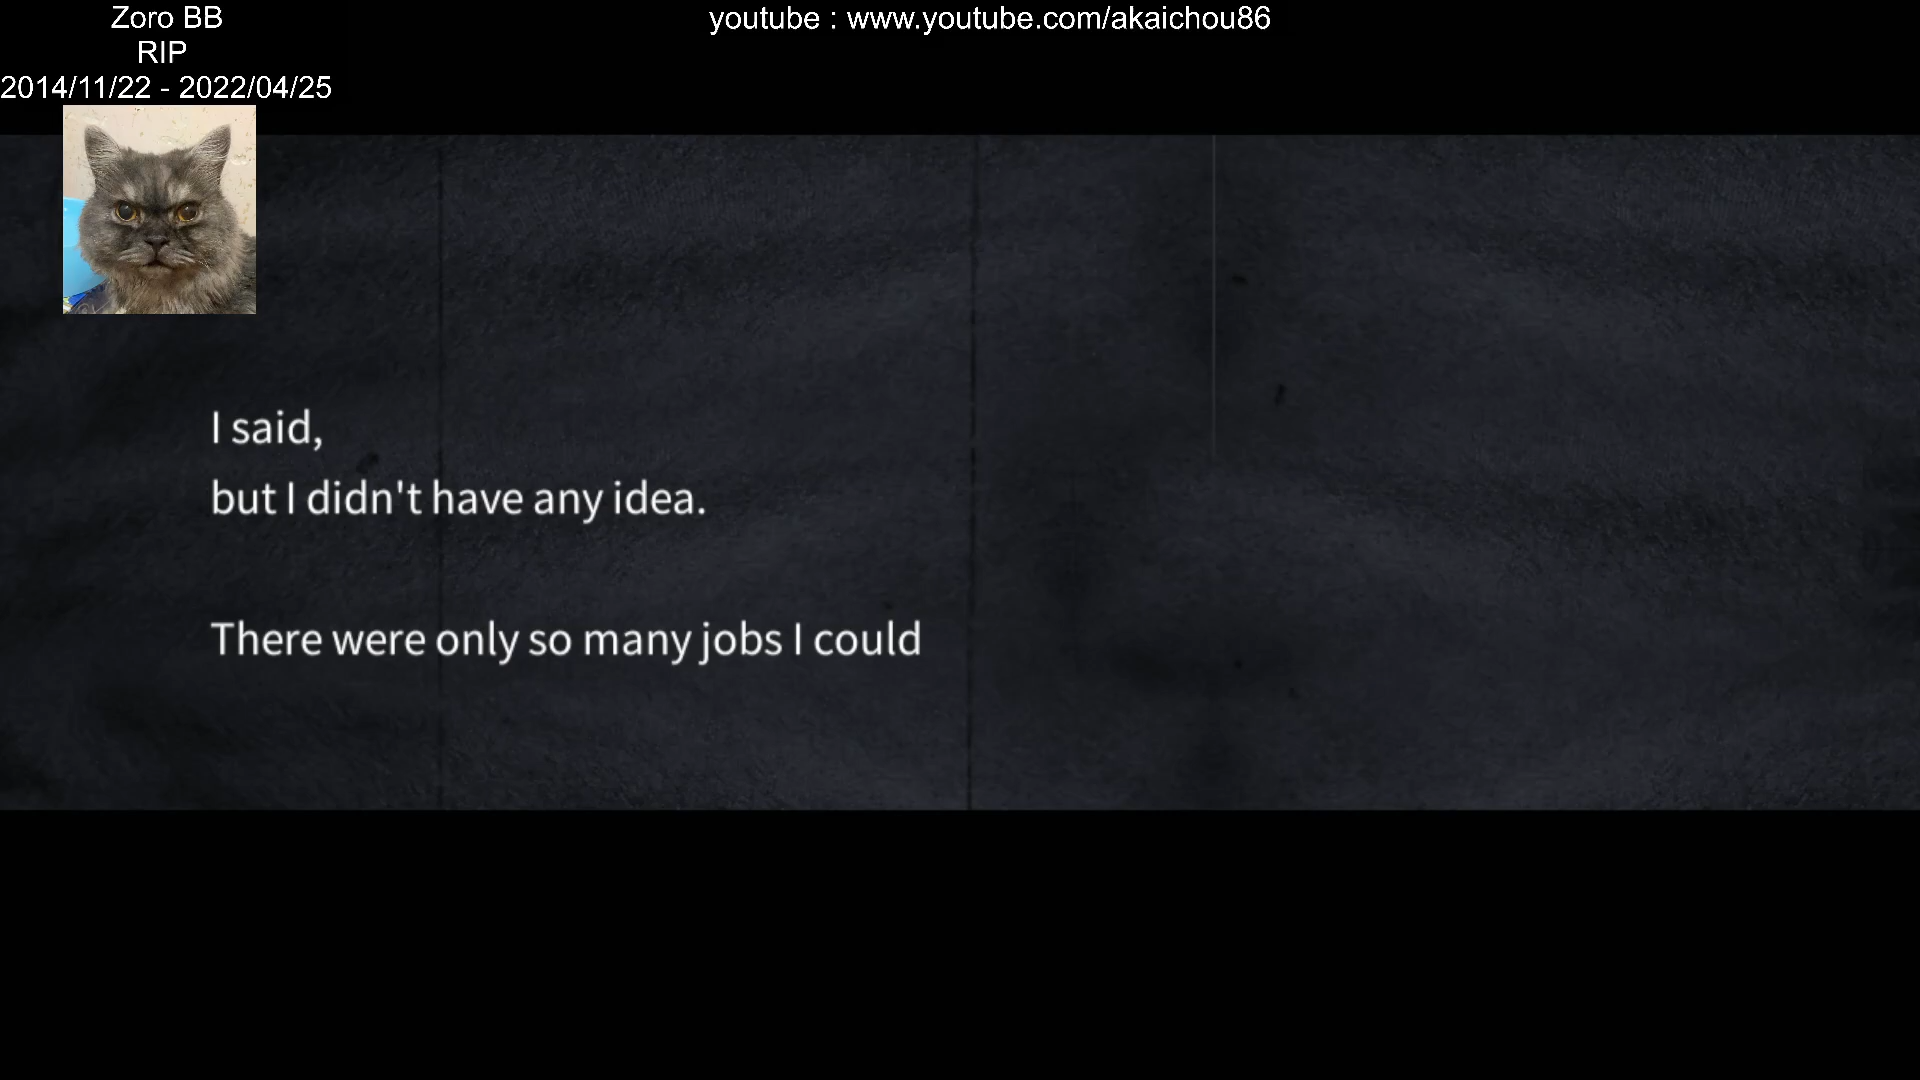 Zoro BB
RIP
2014/11/22 - 2022/04/25
youtube : www.youtube.com/akaichou86
I said,
but I didn't have any idea.
There were only so many jobs I could